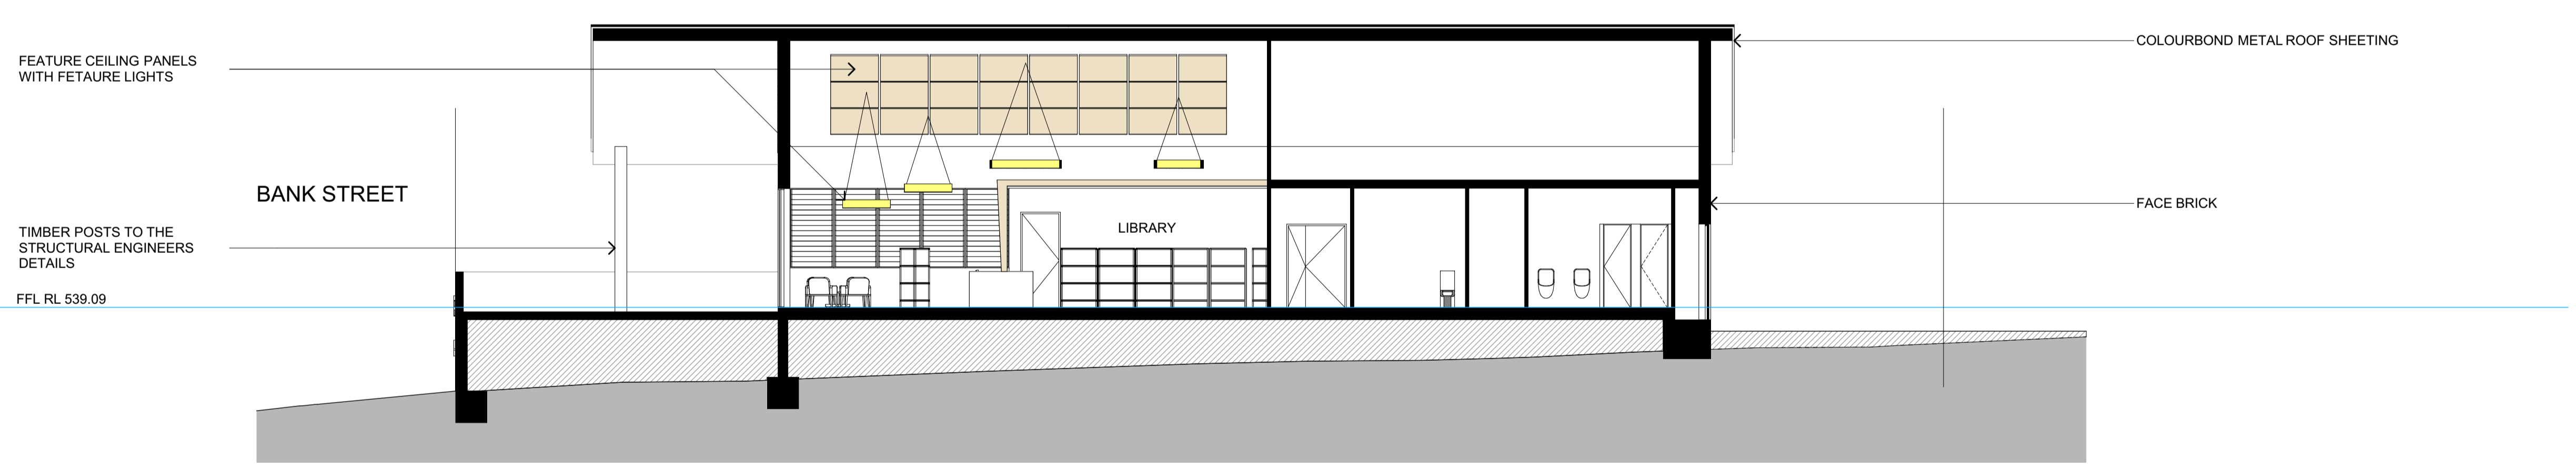 FEATURE CEILING PANELS
WITH FETAURE LIGHTS
COLOURBOND METAL ROOF SHEETING
BANK STREET
FACE BRICK
LIBRARY
TIMBER POSTS TO THE
STRUCTURAL ENGINEERS
DETAILS
FFL RL 539.09